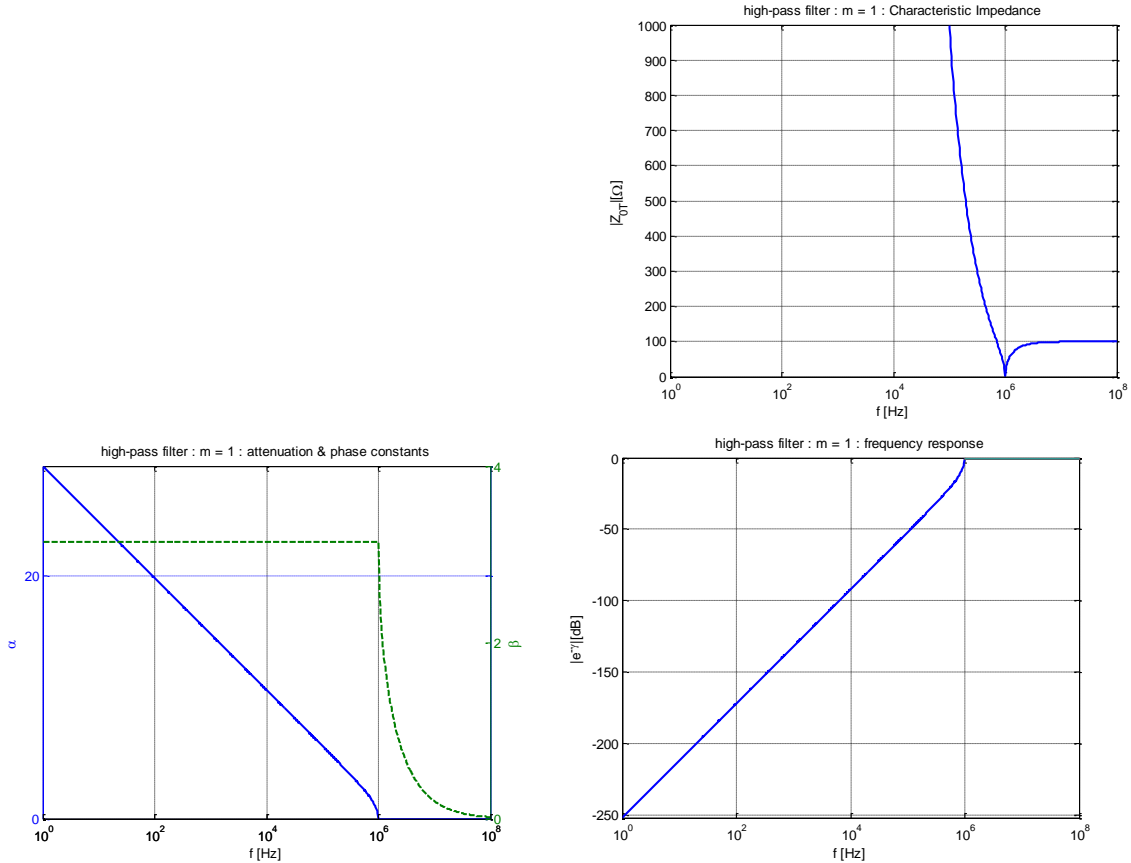 high-pass filter : m = 1 : Characteristic Impedance
1000
900
800
700
600
500
400
300
200
100
0
|Z0T|[Ω]
10^0 10^2 10^4 10^6 10^8
f [Hz]
high-pass filter : m = 1 : attenuation & phase constants
20
0
α
4
2
0
β
10^0 10^2 10^4 10^6 10^8
f [Hz]
high-pass filter : m = 1 : frequency response
0
-50
-100
-150
-200
-250
|e^-γ|[dB]
10^0 10^2 10^4 10^6 10^8
f [Hz]